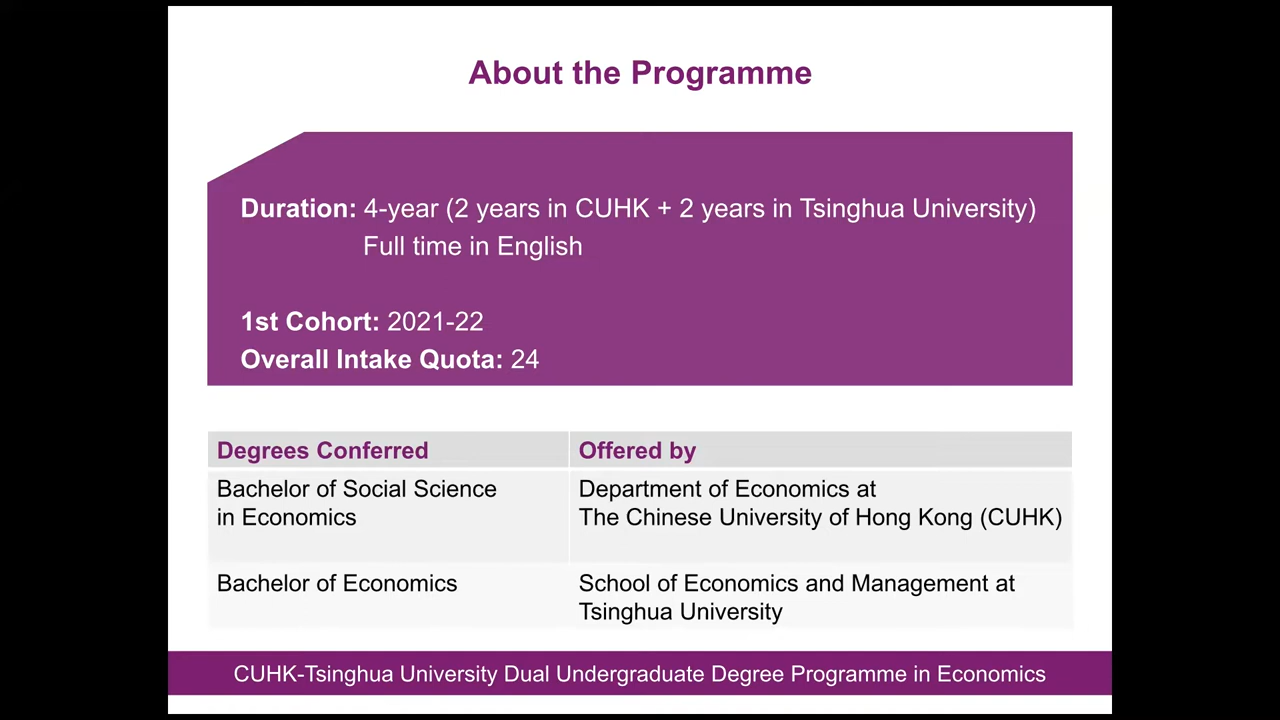 About the Programme
Duration: 4-year (2 years in CUHK + 2 years in Tsinghua University)
Full time in English
1st Cohort: 2021-22
Overall Intake Quota: 24
Degrees Conferred
Offered by
Bachelor of Social Science
in Economics
Department of Economics at
The Chinese University of Hong Kong (CUHK)
Bachelor of Economics
School of Economics and Management at
Tsinghua University
CUHK-Tsinghua University Dual Undergraduate Degree Programme in Economics